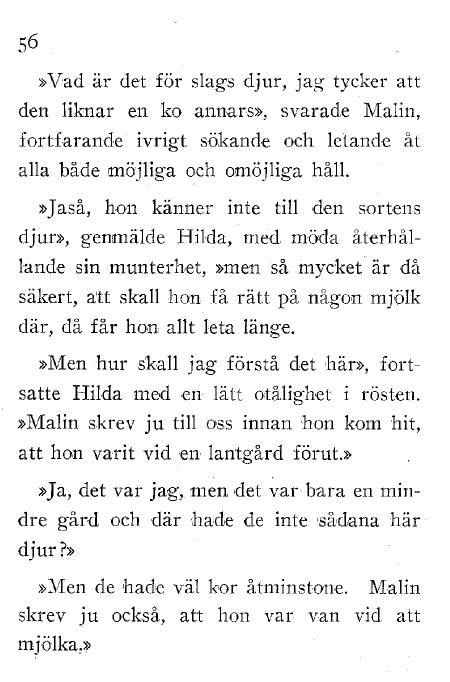 56
»Vad är det för slags djur, jag tycker att
den liknar en ko annars», svarade Malin,
fortfarande ivrigt sökande och letande åt
alla både möjliga och omöjliga håll.
»Jaså, hon känner inte till den sortens
djur», genmälde Hilda, med möda återhål-
lande sin munterhet, »men så mycket är då
säkert, att skall hon få rätt på någon mjölk
där, då får hon allt leta länge.
»Men hur skall jag förstå det här», fort-
satte Hilda med en lätt otålighet i rösten.
»Malin skrev ju till oss innan hon kom hit,
att hon varit vid en lantgård förut.»
»Ja, det var jag, men det var bara en min-
dre gård och där hade de inte sådana här
djur?»
»Men de hade väl kor åtminstone. Malin
skrev ju också, att hon var van vid att
mjölka.»